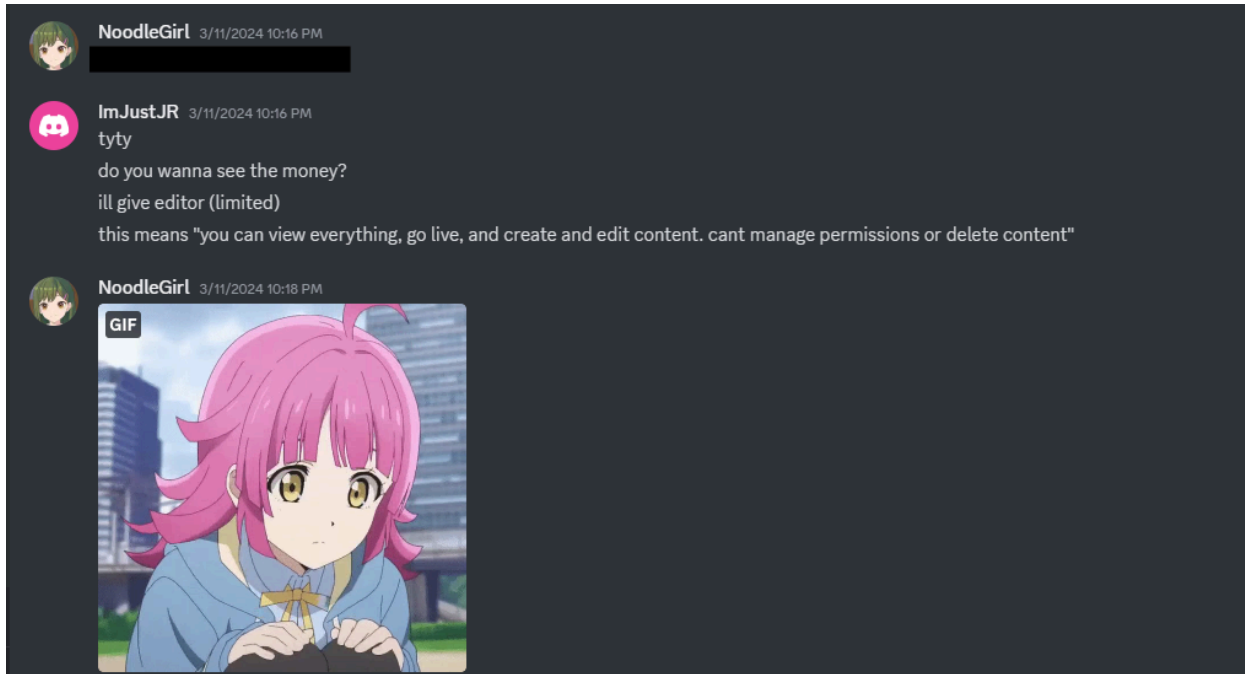 NoodleGirl 3/11/2024 10:16 PM
ImJustJR 3/11/2024 10:16 PM
tyty
do you wanna see the money?
ill give editor (limited)
this means "you can view everything, go live, and create and edit content. cant manage permissions or delete content"
NoodleGirl 3/11/2024 10:18 PM
GIF